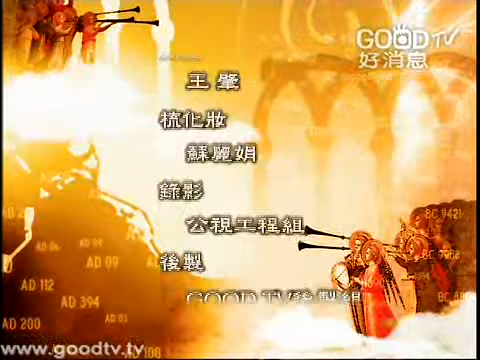 GOOD TV
好消息
王 肇
梳化妝
蘇麗娟
錄影
公視工程組
後製
GOOD TV後製組
BC 9421
AD 09
AD 112
AD 394
AD 03
AD 200
www.goodtv.tv